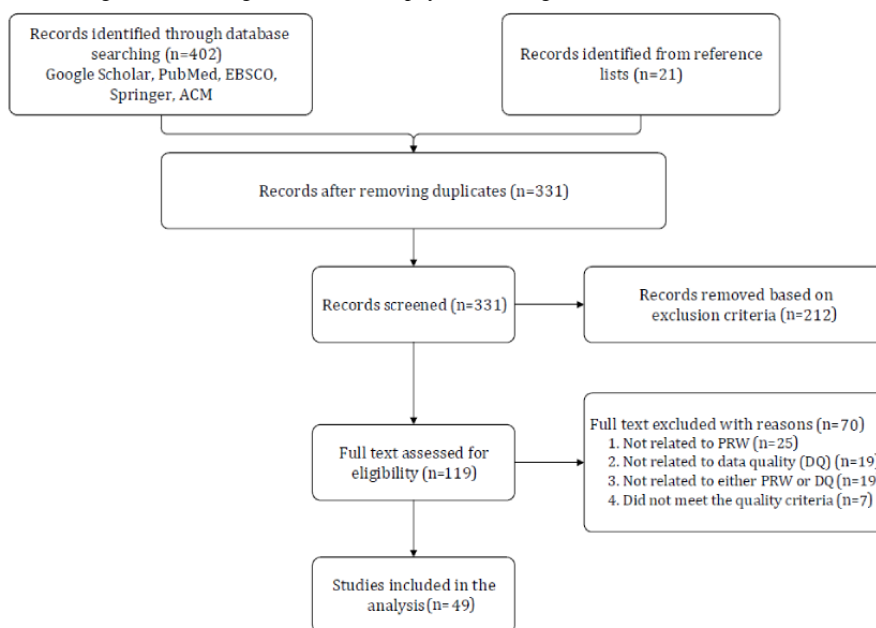 Records identified through database
searching (n=402)
Google Scholar, PubMed, EBSCO,
Springer, ACM
Records identified from reference
lists (n=21)
Records after removing duplicates (n=331)
Records screened (n=331)
Records removed based on
exclusion criteria (n=212)
Full text assessed for
eligibility (n=119)
Full text excluded with reasons (n=70)
1. Not related to PRW (n=25)
2. Not related to data quality (DQ) (n=19)
3. Not related to either PRW or DQ (n=19
4. Did not meet the quality criteria (n=7)
Studies included in the
analysis (n=49)